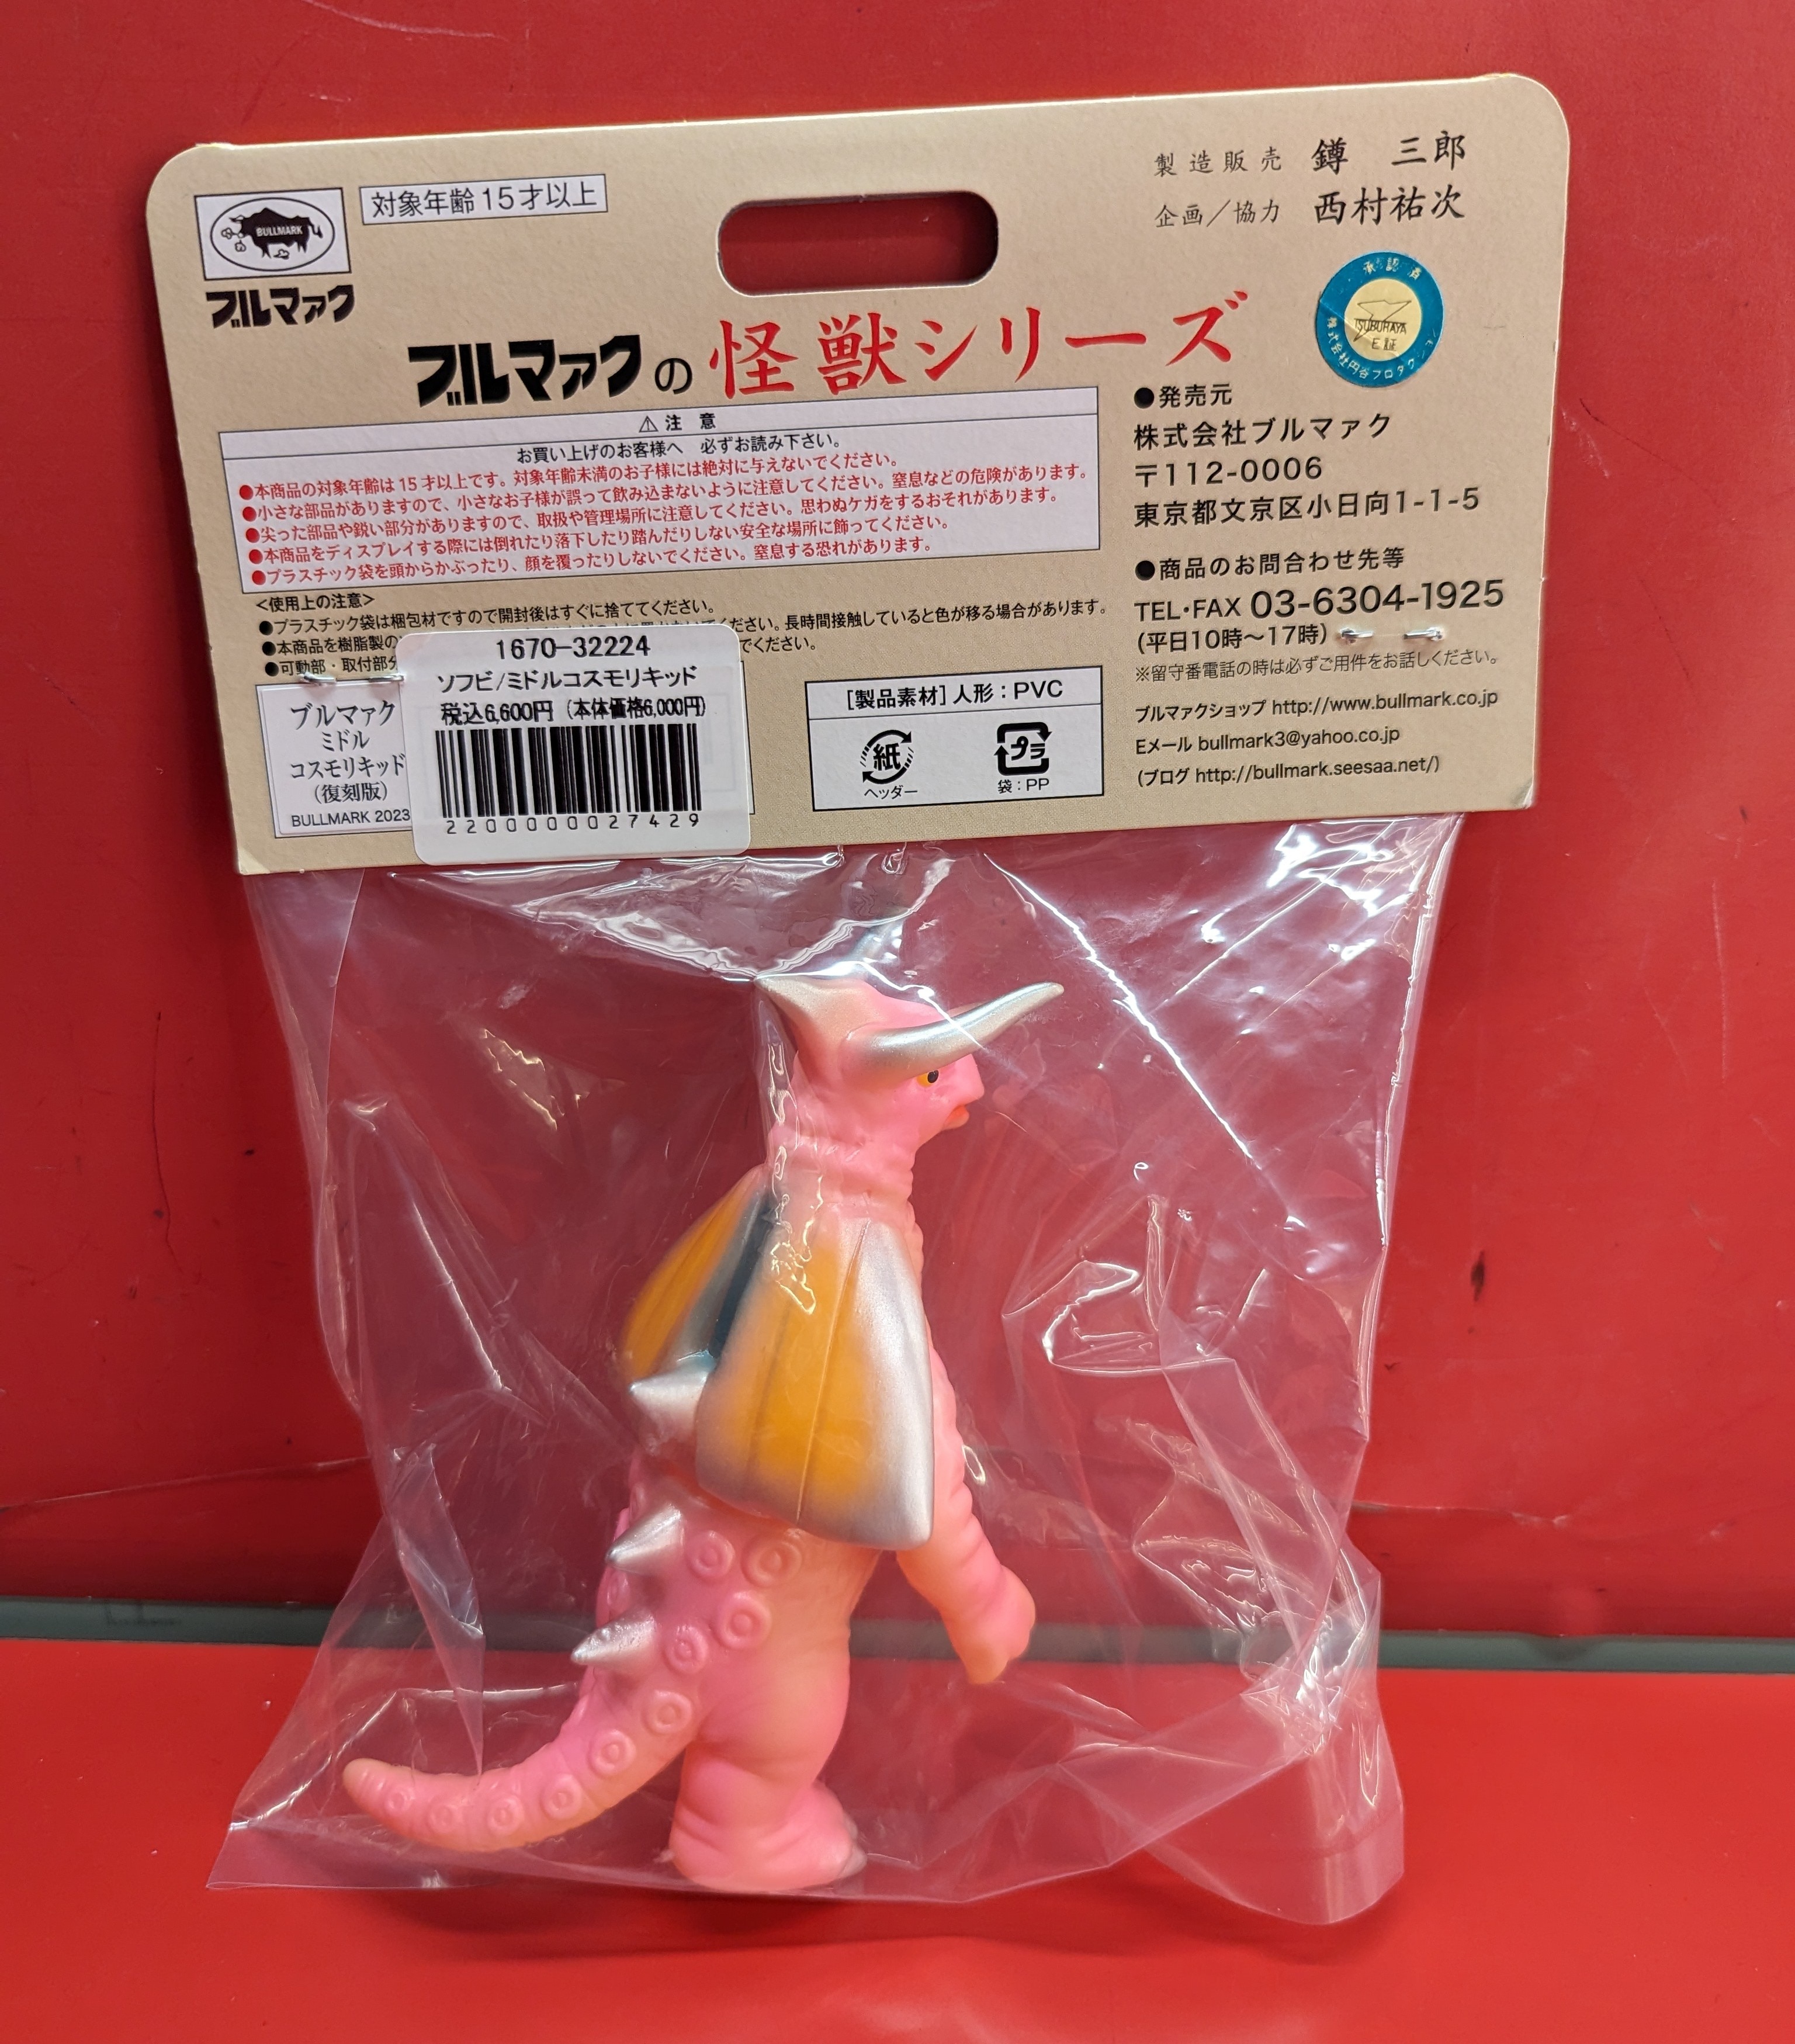 BULLMARK
ブルマァク
対象年齢15才以上
製造販売 鐏 三郎
企画／協力 西村祐次
ブルマァクの怪獣シリーズ
承認済
TSUBURAYA
E証
株式会社円谷プロダクション
⚠注 意
お買い上げのお客様へ 必ずお読み下さい。
●本商品の対象年齢は15才以上です。対象年齢未満のお子様には絶対に与えないでください。
●小さな部品がありますので、小さなお子様が誤って飲み込まないように注意してください。窒息などの危険があります。
●尖った部品や鋭い部分がありますので、取扱や管理場所に注意してください。思わぬケガをするおそれがあります。
●本商品をディスプレイする際には倒れたり落下したり踏んだりしない安全な場所に飾ってください。
●プラスチック袋を頭からかぶったり、顔を覆ったりしないでください。窒息する恐れがあります。
＜使用上の注意＞
●プラスチック袋は梱包材ですので開封後はすぐに捨ててください。
●本商品を樹脂製の ください。長時間接触していると色が移る場合があります。
●可動部・取付部分 でください。
1670-32224
ソフビ/ミドルコスモリキッド
税込6,600円（本体価格6,000円）
2200000027429
ブルマァク
ミドル
コスモリキッド
（復刻版）
BULLMARK 2023
[製品素材]人形：PVC
紙
ヘッダー
プラ
袋：PP
●発売元
株式会社ブルマァク
〒112-0006
東京都文京区小日向1-1-5
●商品のお問合わせ先等
TEL・FAX 03-6304-1925
(平日10時〜17時)
※留守番電話の時は必ずご用件をお話しください。
ブルマァクショップ http://www.bullmark.co.jp
Eメール bullmark3@yahoo.co.jp
(ブログ http://bullmark.seesaa.net/)